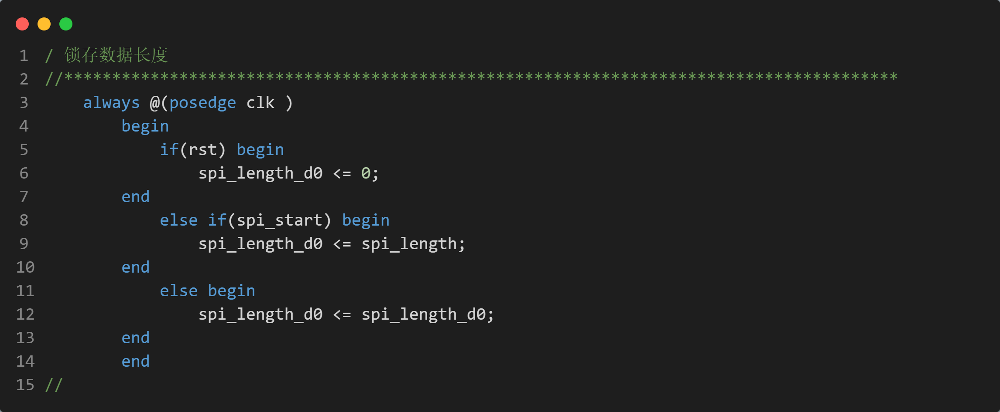 1 / 锁存数据长度
2 //***************************************************************************************
3     always @(posedge clk )
4         begin
5             if(rst) begin
6                 spi_length_d0 <= 0;
7         end
8             else if(spi_start) begin
9                 spi_length_d0 <= spi_length;
10         end
11             else begin
12                 spi_length_d0 <= spi_length_d0;
13         end
14         end
15 //